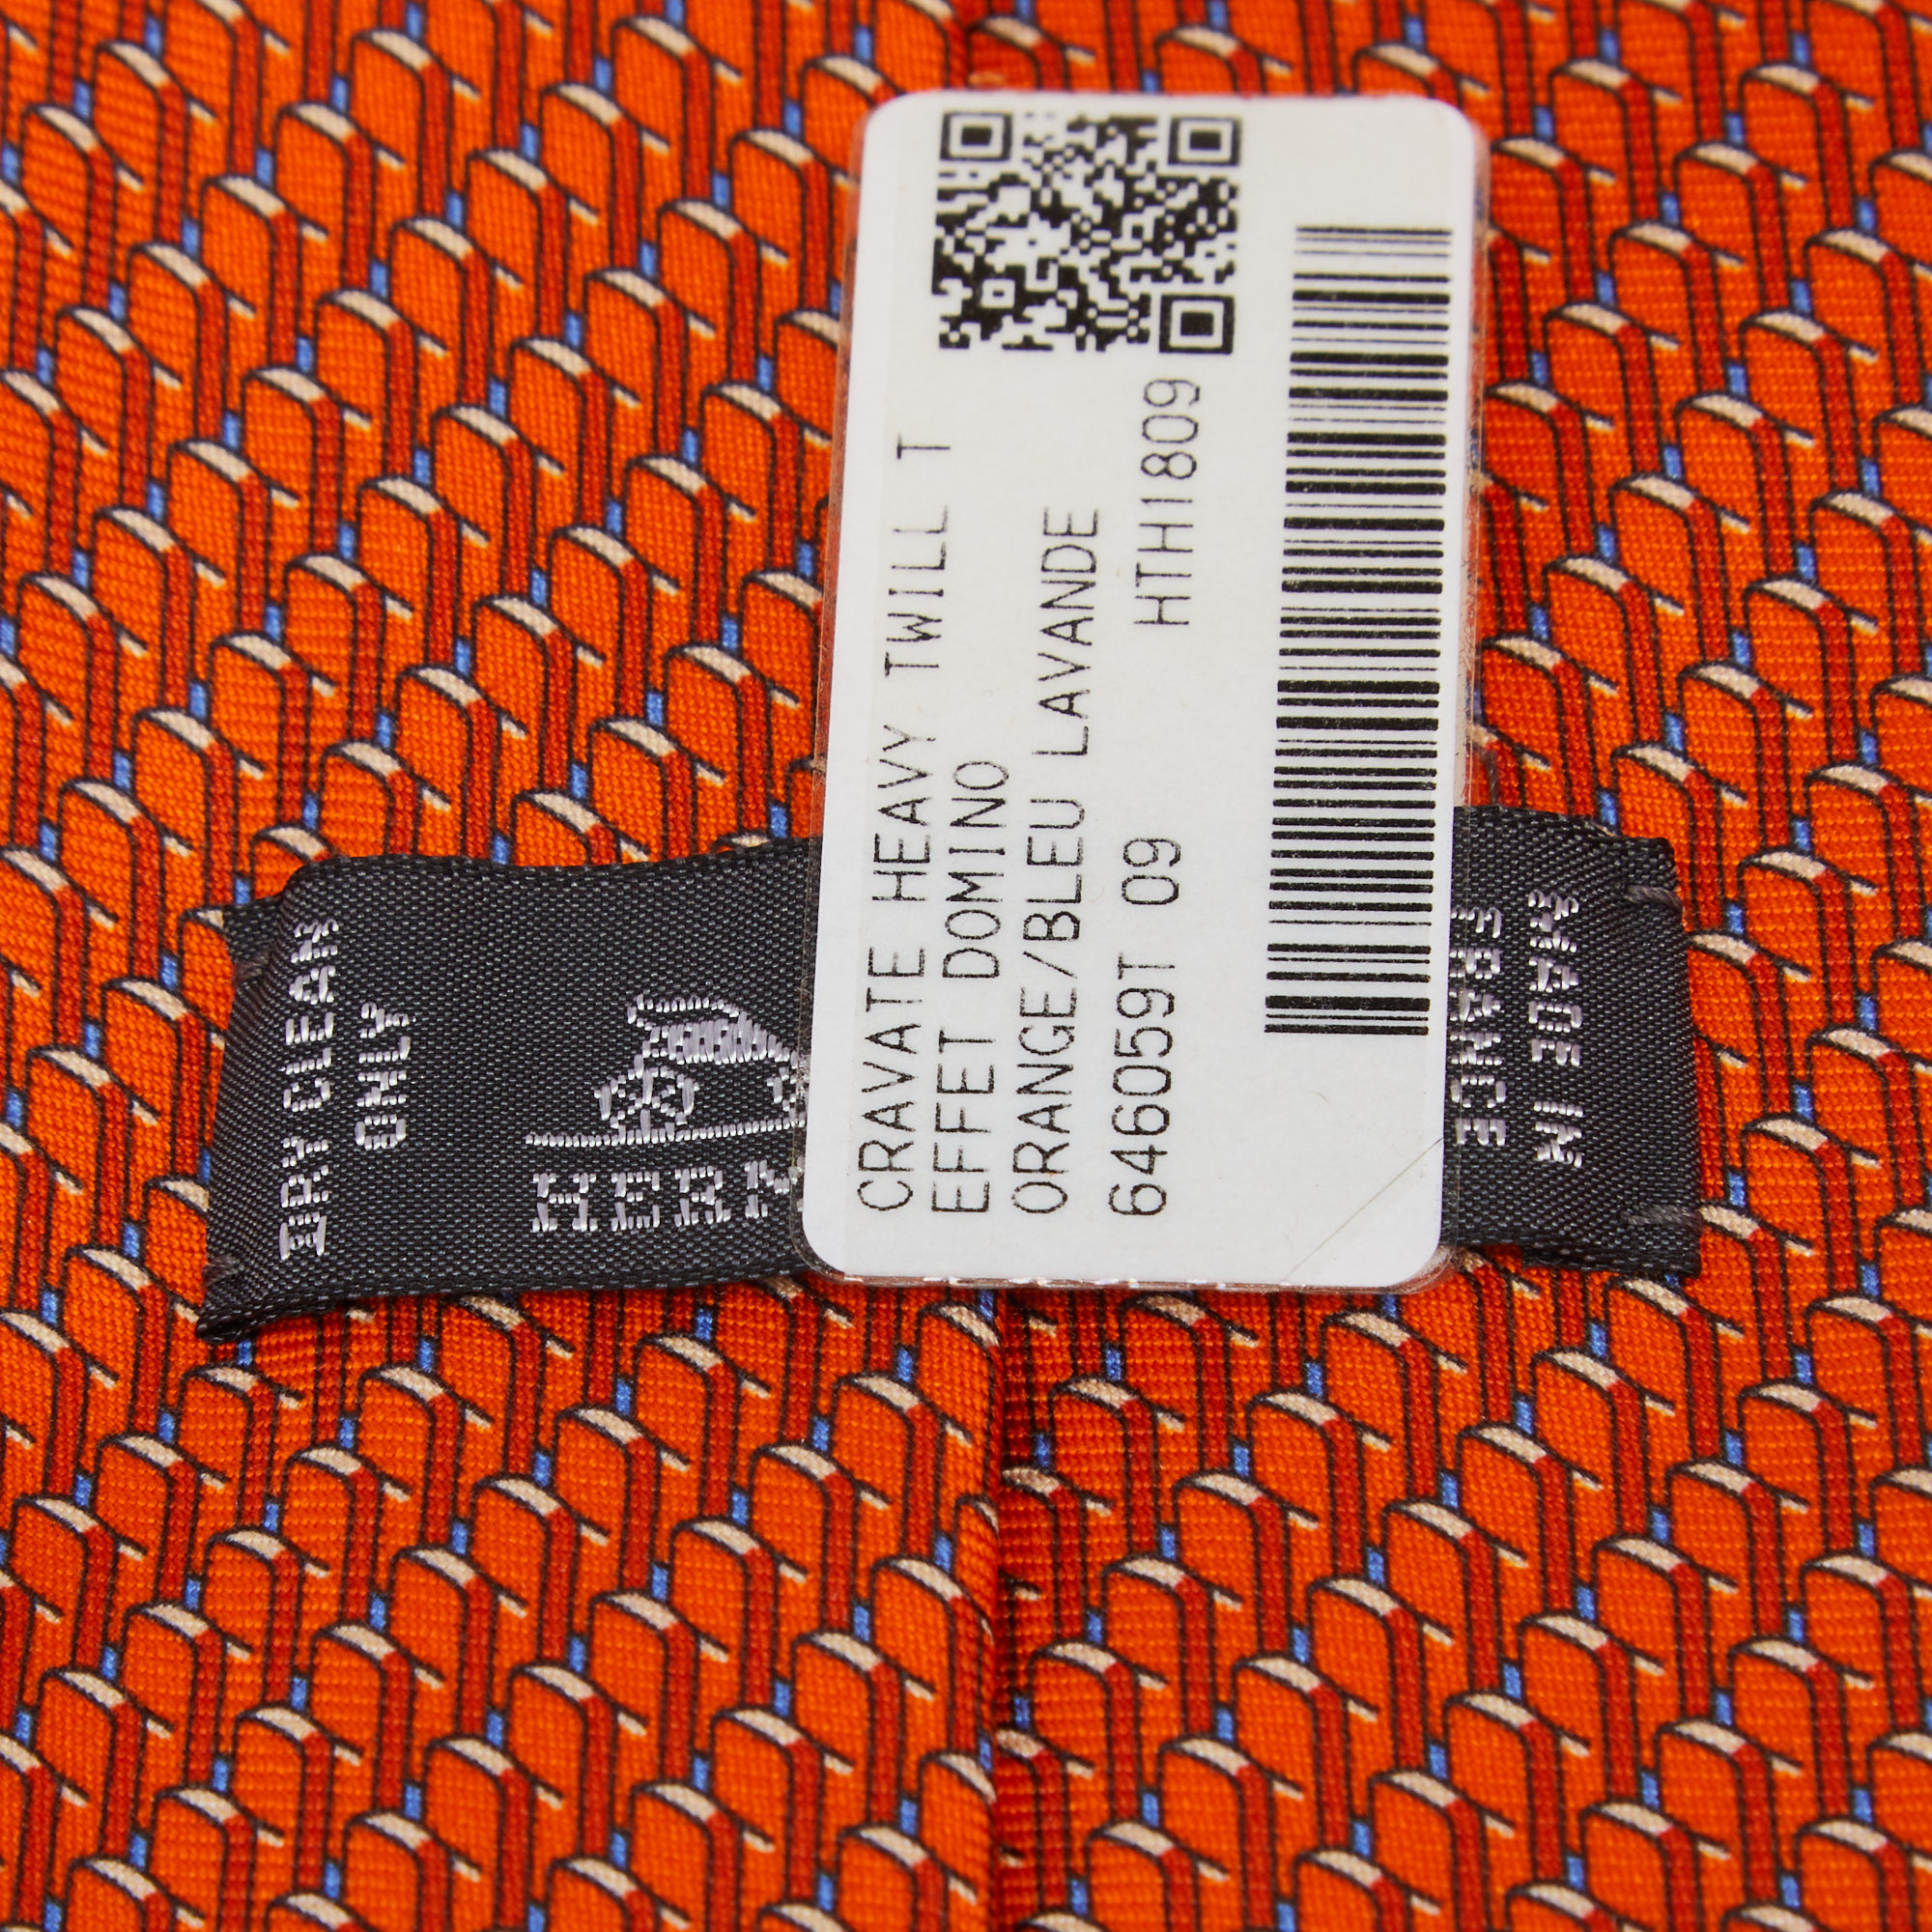 CRAVATE HEAVY TWILL T
EFFET DOMINO
ORANGE/BLEU LAVANDE
646059T 09 HTH1809
DRY CLEAN
ONLY
MADE IN
FRANCE